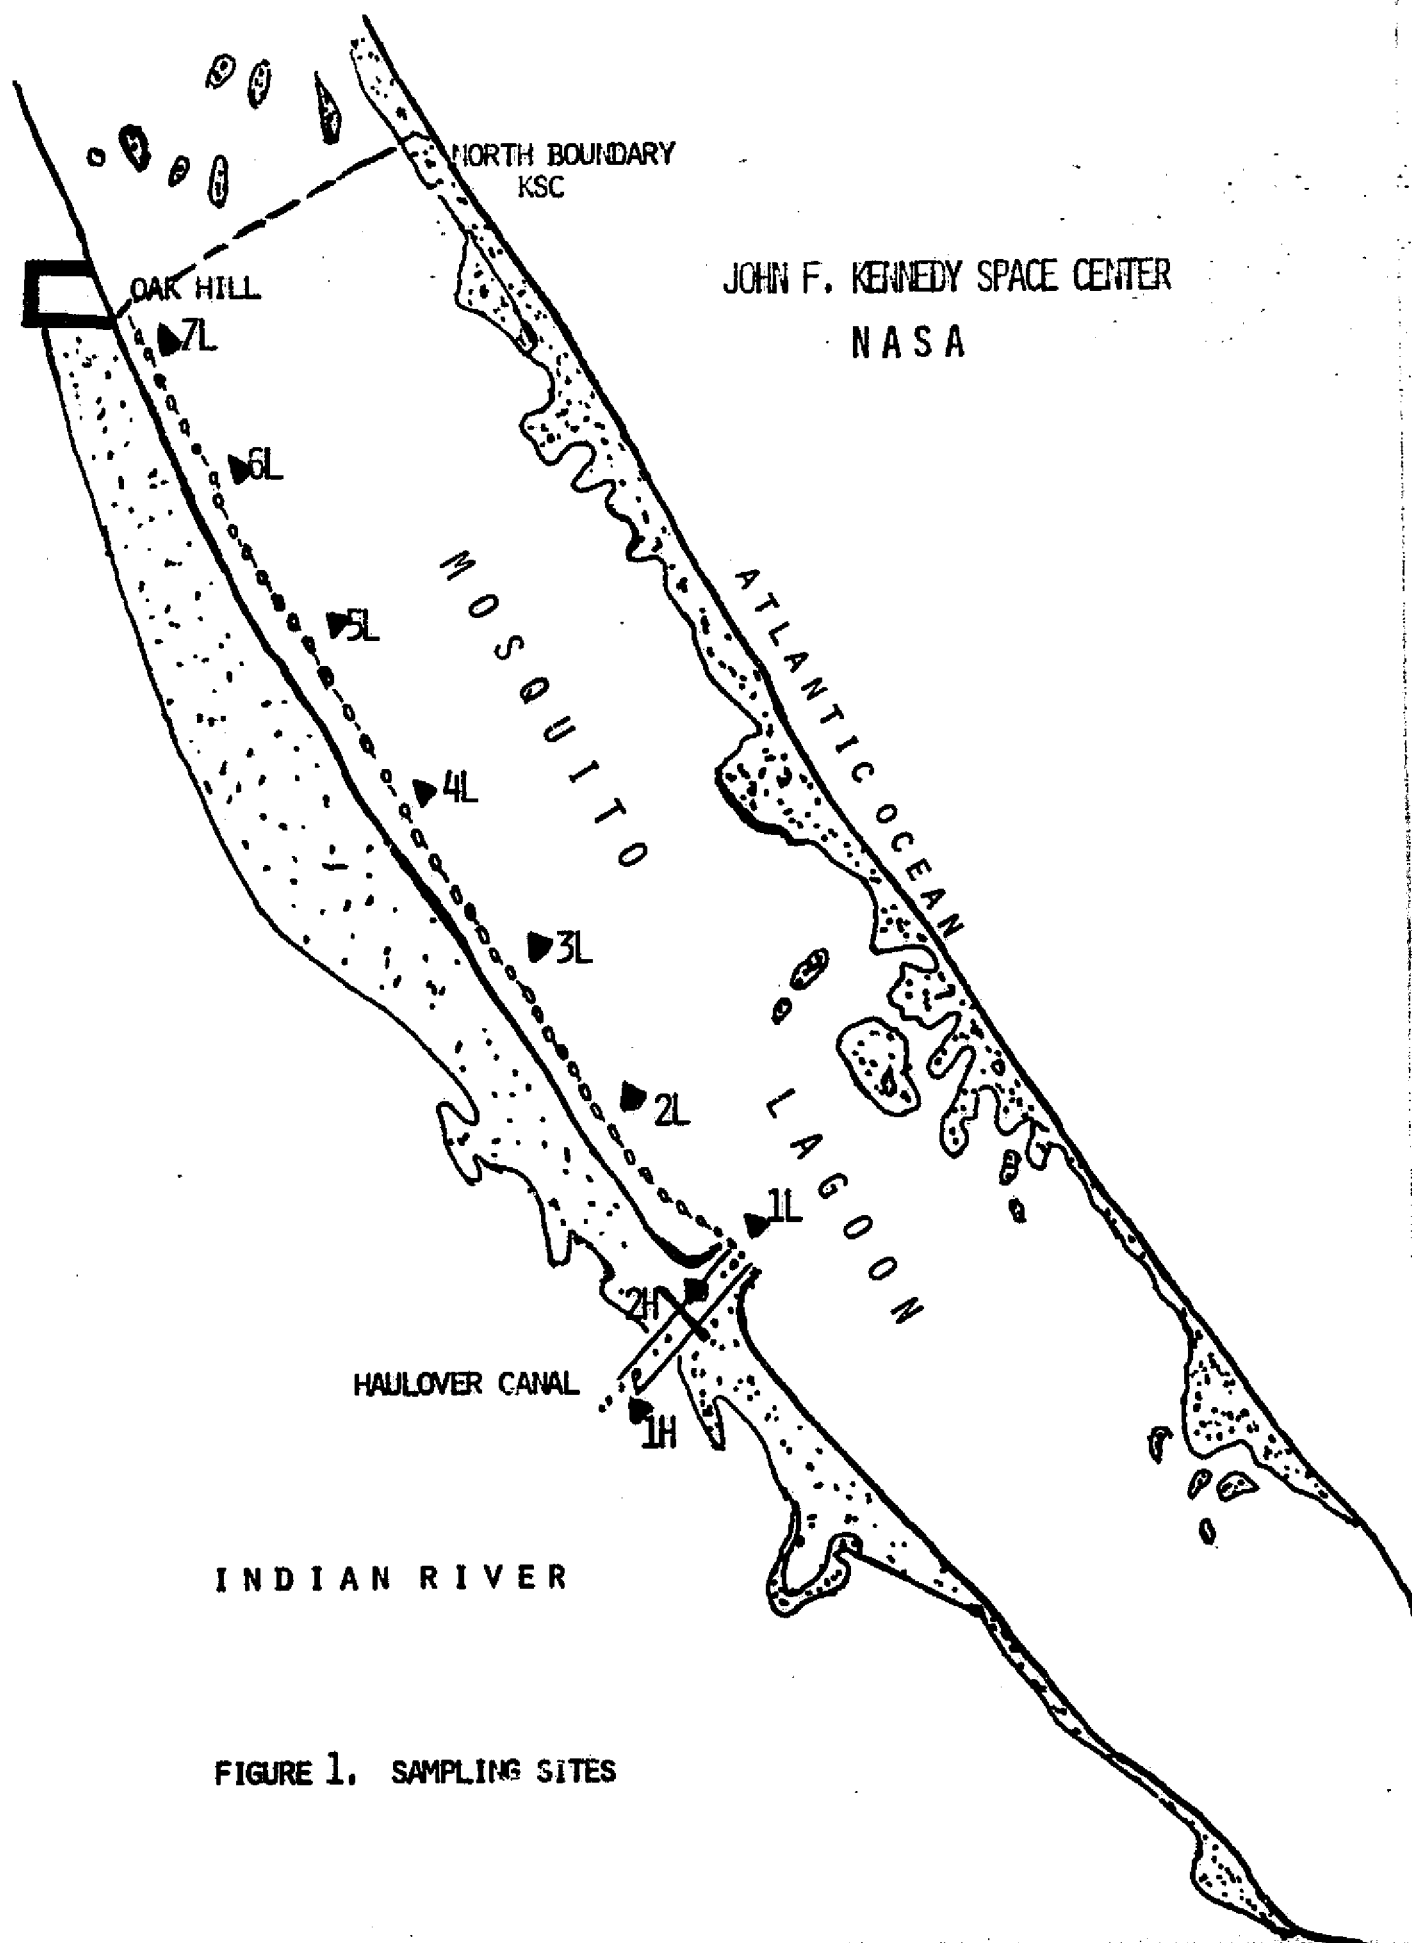 NORTH BOUNDARY
KSC
JOHN F. KENNEDY SPACE CENTER
NASA
OAK HILL
7L
6L
5L
4L
3L
2L
1L
MOSQUITO
LAGOON
ATLANTIC OCEAN
2H
HAULOVER CANAL
1H
INDIAN RIVER
FIGURE 1. SAMPLING SITES